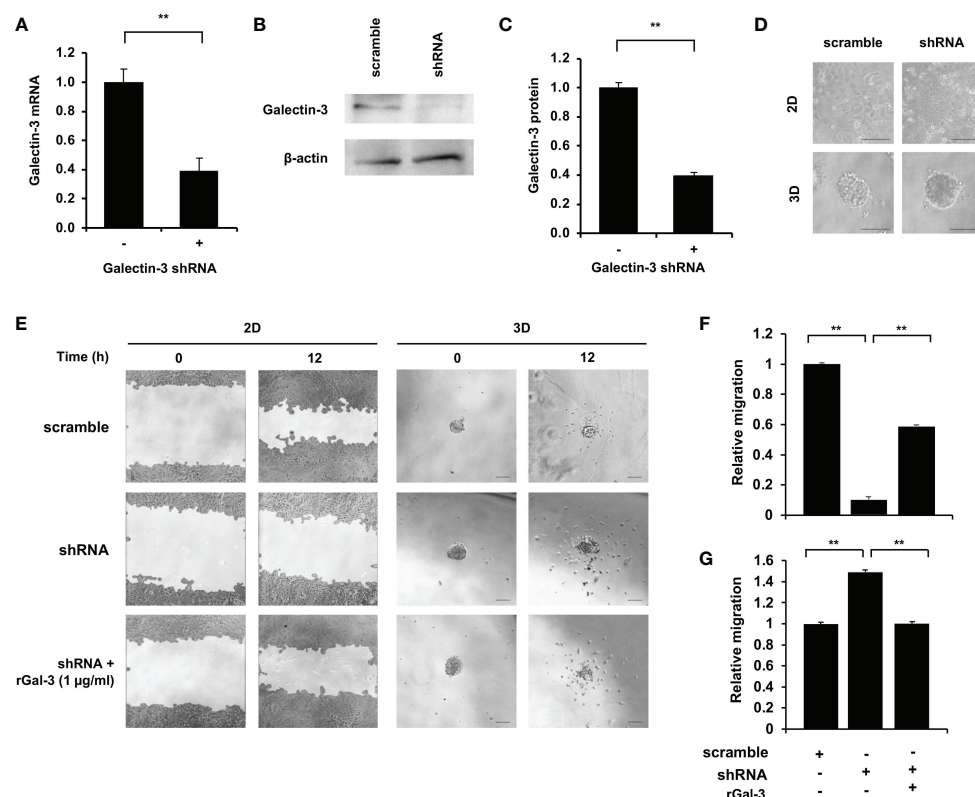 A
**
1.2
1.0
0.8
0.6
0.4
0.2
0.0
Galectin-3 mRNA
- +
Galectin-3 shRNA
B
scramble shRNA
Galectin-3
β-actin
C
**
1.2
1.0
0.8
0.6
0.4
0.2
0.0
Galectin-3 protein
- +
Galectin-3 shRNA
D
scramble shRNA
2D
3D
E
2D 3D
Time (h) 0 12 0 12
scramble
shRNA
shRNA +
rGal-3 (1 µg/ml)
F
** **
1.2
1
0.8
0.6
0.4
0.2
0
Relative migration
G
** **
1.6
1.4
1.2
1
0.8
0.6
0.4
0.2
0
Relative migration
scramble + - -
shRNA - + +
rGal-3 - - +